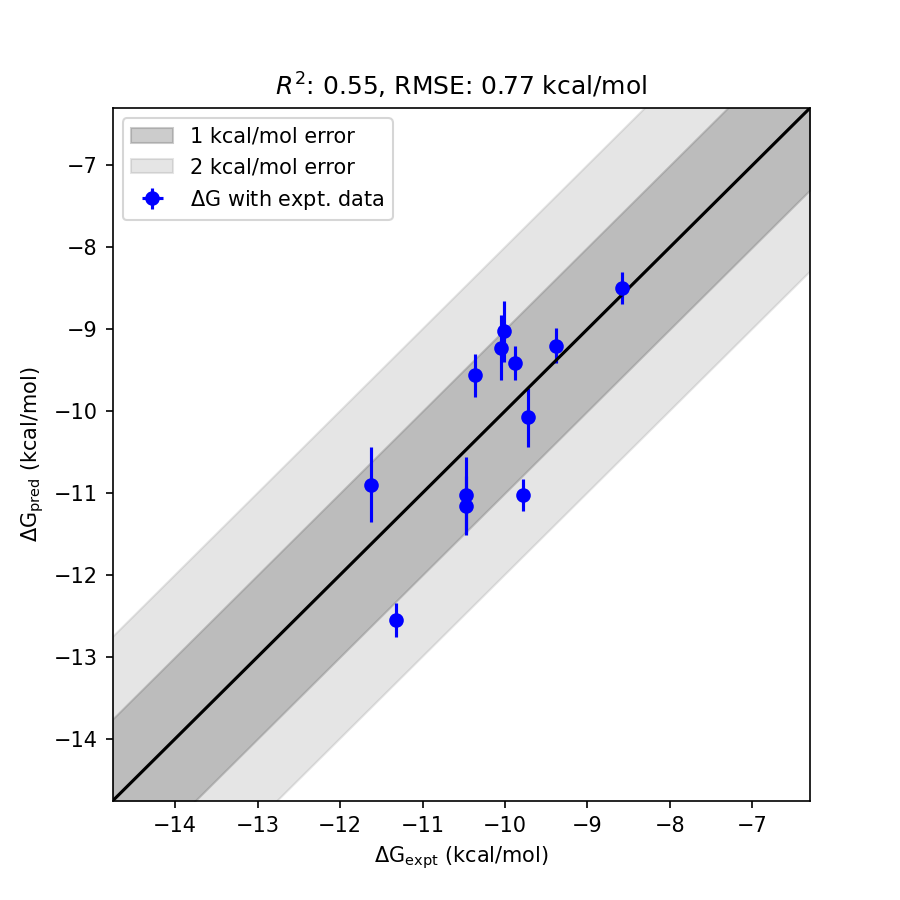 R²: 0.55, RMSE: 0.77 kcal/mol
1 kcal/mol error
2 kcal/mol error
ΔG with expt. data
−7
−8
−9
−10
−11
−12
−13
−14
ΔGpred (kcal/mol)
−14 −13 −12 −11 −10 −9 −8 −7
ΔGexpt (kcal/mol)